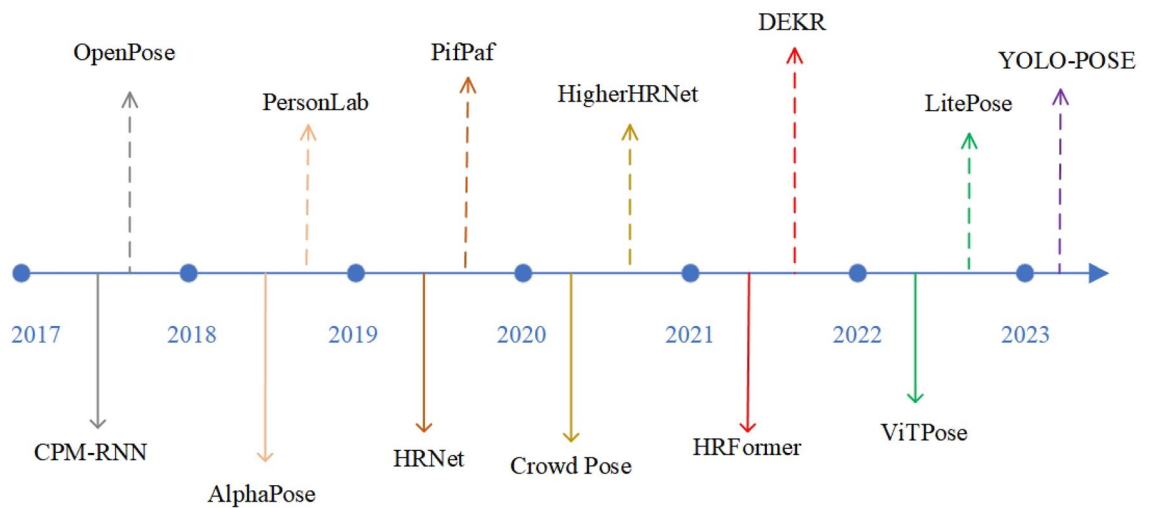 DEKR
OpenPose
PifPaf
YOLO-POSE
PersonLab
HigherHRNet
LitePose
2017
2018
2019
2020
2021
2022
2023
CPM-RNN
HRNet
Crowd Pose
HRFormer
ViTPose
AlphaPose